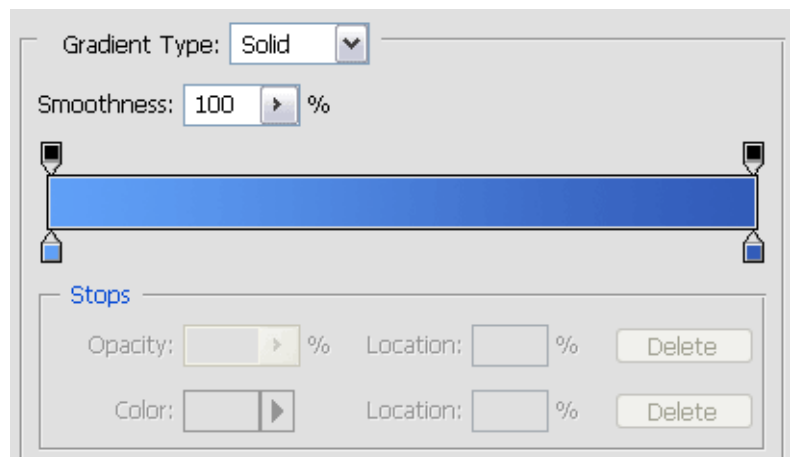 Gradient Type: Solid
Smoothness: 100 %
Stops
Opacity: % Location: % Delete
Color: Location: % Delete